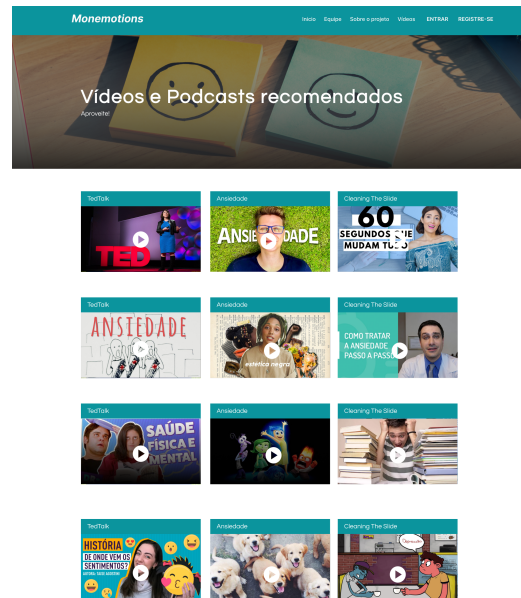 Monemotions
Início Equipe Sobre o projeto Vídeos ENTRAR REGISTRE-SE
Vídeos e Podcasts recomendados
Aproveite!
TedTalk
Ansiedade
Cleaning The Slide
TED
ANSIEDADE
60
SEGUNDOS QUE
MUDAM TUDO
TedTalk
Ansiedade
Cleaning The Slide
ANSIEDADE
estética negra
COMO TRATAR
A ANSIEDADE
PASSO A PASSO
TedTalk
Ansiedade
Cleaning The Slide
SAÚDE
FÍSICA E
MENTAL
TedTalk
Ansiedade
Cleaning The Slide
HISTÓRIA
DE ONDE VEM OS
SENTIMENTOS?